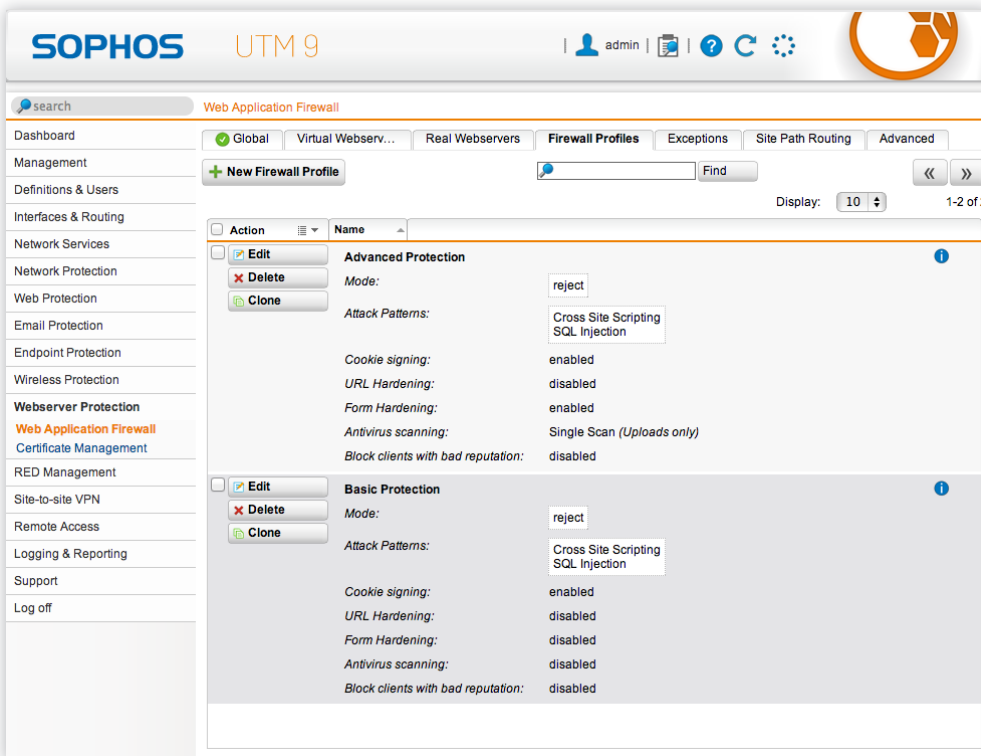 SOPHOS UTM 9
| admin | | ?
search
Web Application Firewall
Dashboard
Management
Definitions & Users
Interfaces & Routing
Network Services
Network Protection
Web Protection
Email Protection
Endpoint Protection
Wireless Protection
Webserver Protection
Web Application Firewall
Certificate Management
RED Management
Site-to-site VPN
Remote Access
Logging & Reporting
Support
Log off
Global Virtual Webserv... Real Webservers Firewall Profiles Exceptions Site Path Routing Advanced
+ New Firewall Profile Find « »
Display: 10 1-2 of
Action Name
Edit
Delete
Clone
Advanced Protection i
Mode: reject
Attack Patterns: Cross Site Scripting
SQL Injection
Cookie signing: enabled
URL Hardening: disabled
Form Hardening: enabled
Antivirus scanning: Single Scan (Uploads only)
Block clients with bad reputation: disabled
Edit
Delete
Clone
Basic Protection i
Mode: reject
Attack Patterns: Cross Site Scripting
SQL Injection
Cookie signing: enabled
URL Hardening: disabled
Form Hardening: disabled
Antivirus scanning: disabled
Block clients with bad reputation: disabled